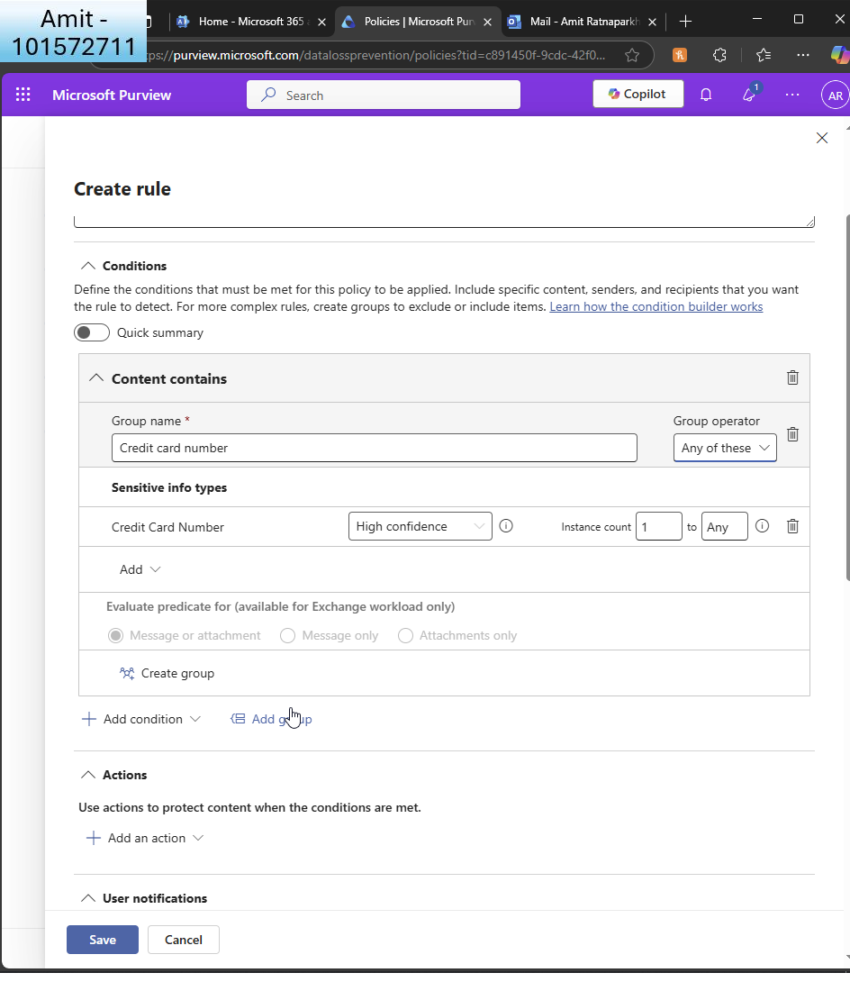 Amit -
101572711
Home - Microsoft 365
Policies | Microsoft Pur
Mail - Amit Ratnaparkh
ps://purview.microsoft.com/datalossprevention/policies?tid=c891450f-9cdc-42f0...
Microsoft Purview
Search
Copilot
1
AR
Create rule
Conditions
Define the conditions that must be met for this policy to be applied. Include specific content, senders, and recipients that you want
the rule to detect. For more complex rules, create groups to exclude or include items. Learn how the condition builder works
Quick summary
Content contains
Group name *
Group operator
Credit card number
Any of these
Sensitive info types
Credit Card Number
High confidence
Instance count
1
to
Any
Add
Evaluate predicate for (available for Exchange workload only)
Message or attachment
Message only
Attachments only
Create group
Add condition
Add group
Actions
Use actions to protect content when the conditions are met.
Add an action
User notifications
Save
Cancel